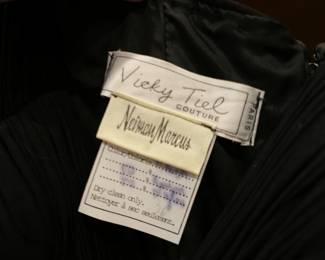 Vicky Tiel
COUTURE
PARIS
Neiman Marcus
Dry clean only.
Nettoyer à sec seulement.